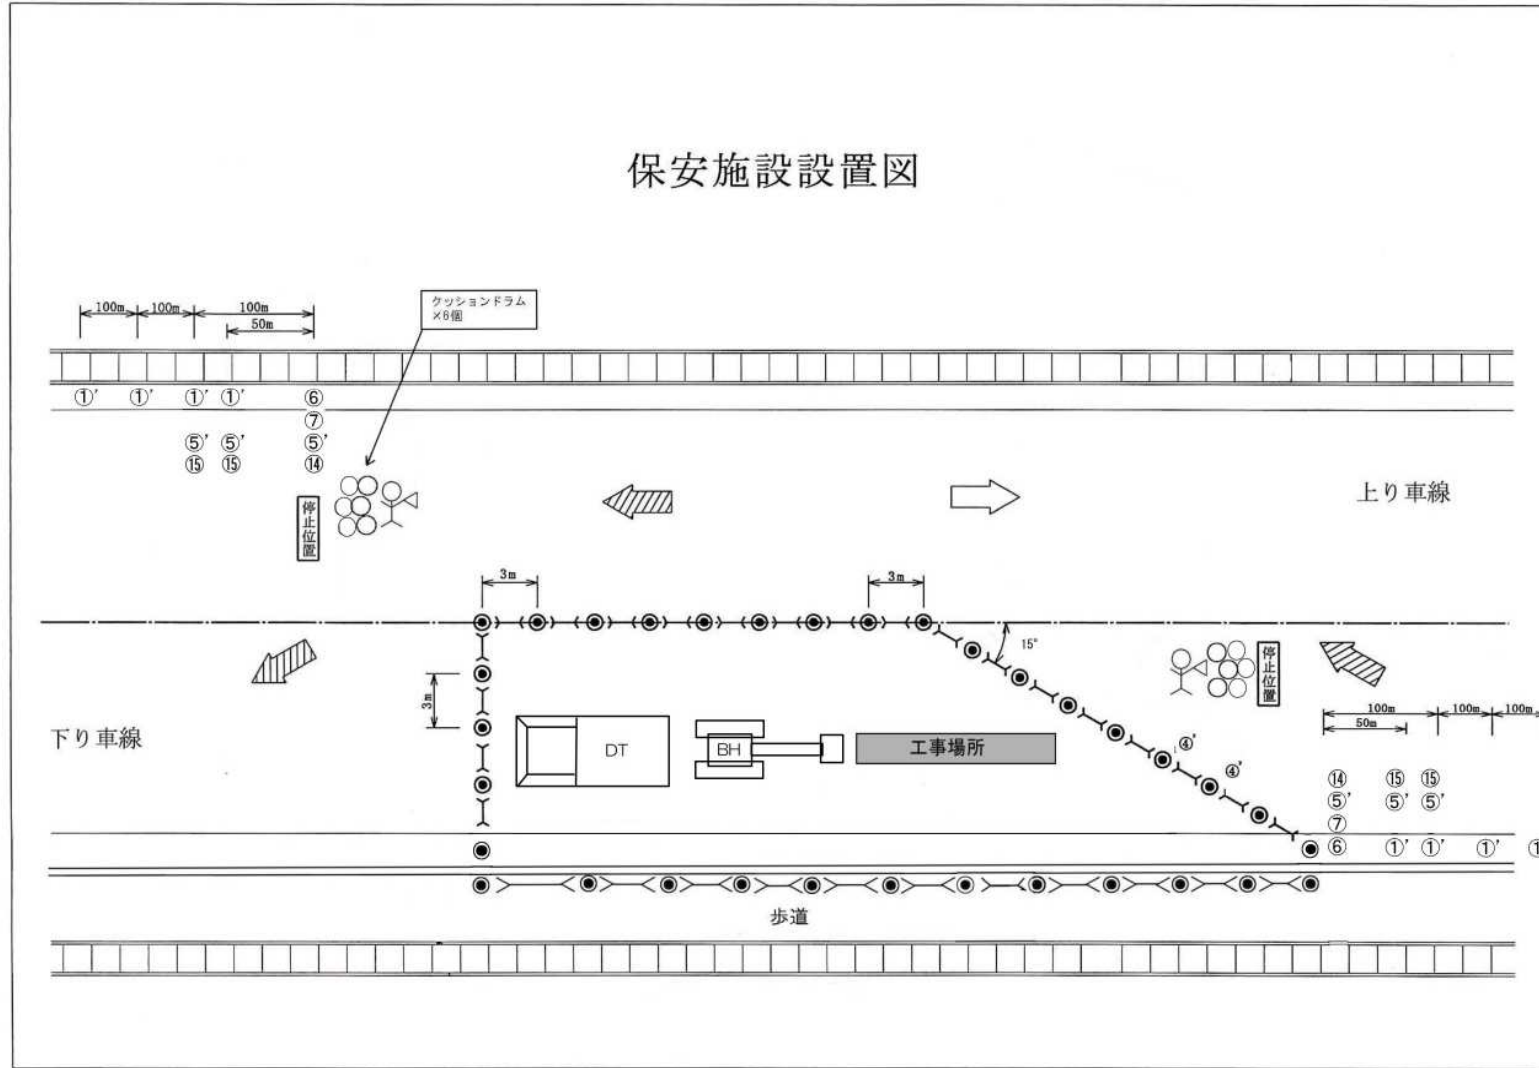 保安施設設置図
クッションドラム
×6個
100m 100m 100m
50m
①' ①' ①' ①' ⑥
⑦
⑤' ⑤' ⑤'
⑮ ⑮ ⑭
停止位置
上り車線
3m 3m
15°
停止位置
3m
100m 100m 100m
50m
下り車線
DT
BH
工事場所
④'
④'
⑭ ⑮ ⑮
⑤' ⑤' ⑤'
⑦
⑥ ①' ①' ①' ①
歩道